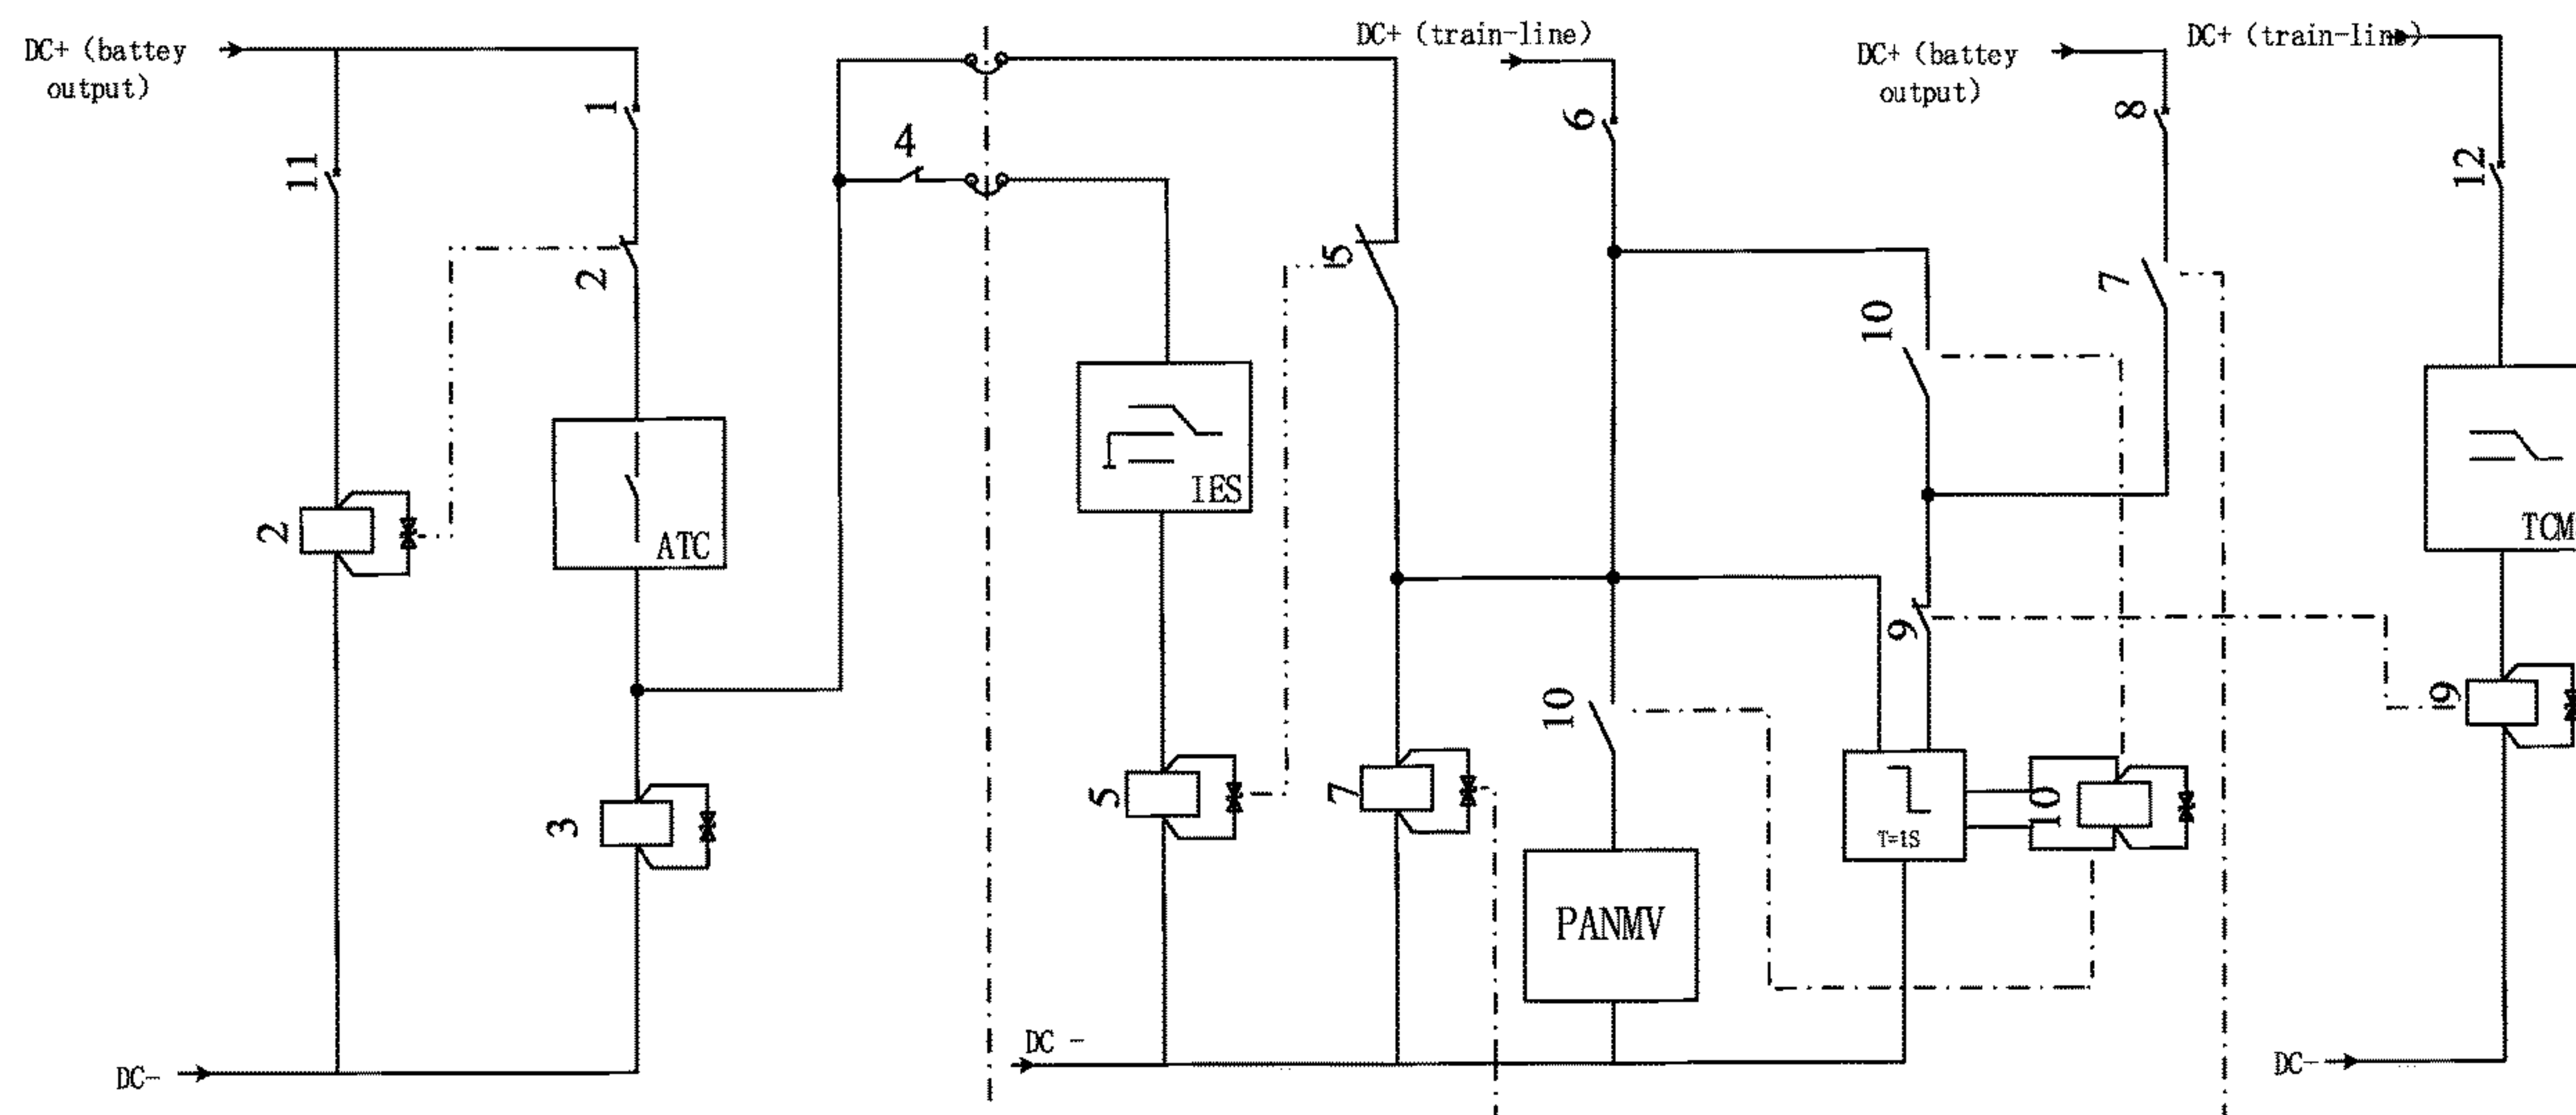 DC+ (battey
output)
DC+ (train-line)
DC+ (battey
output)
DC+ (train-line)
1
4
6
8
11
12
2
5
7
10
IES
2
ATC
TCM
9
9
10
3
5
7
T=1S
10
PANMV
DC -
DC-
DC-